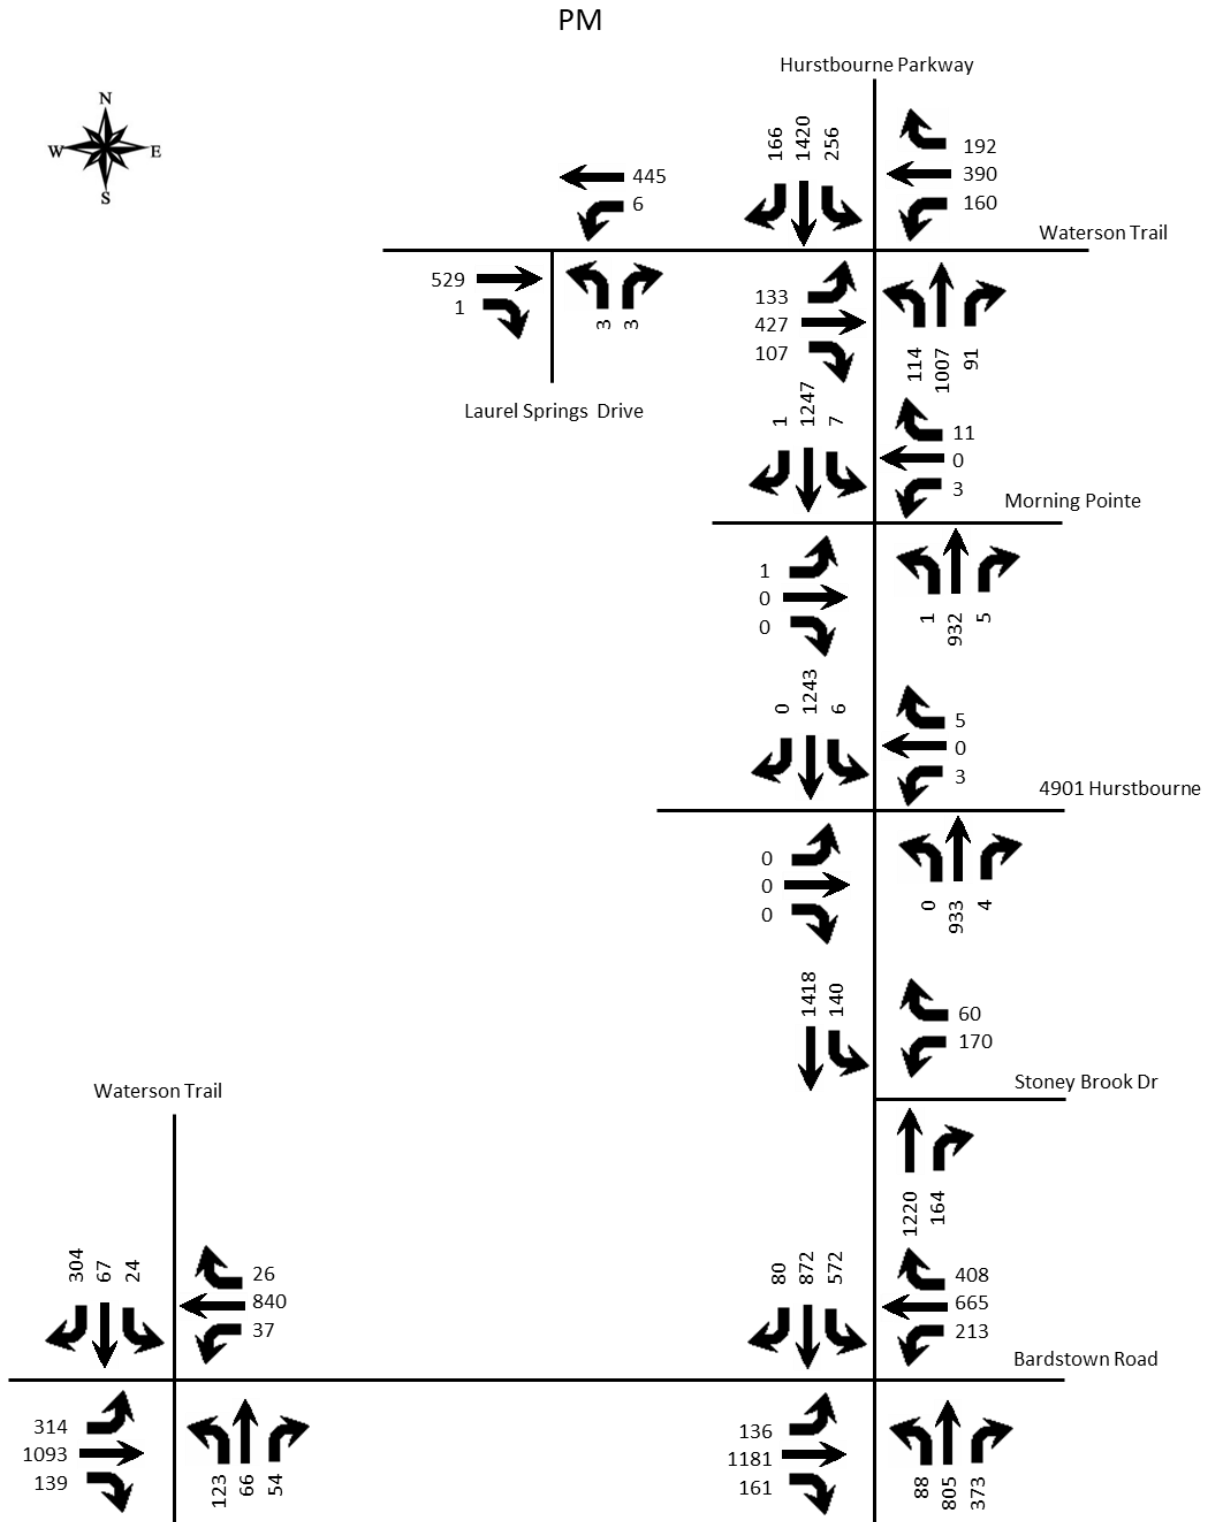 PM
Hurstbourne Parkway
N
W E
S
166 1420 256
192
390
160
445
6
Waterson Trail
529
1
3 3
133
427
107
114 1007 91
Laurel Springs Drive
1 1247 7
11
0
3
Morning Pointe
1
0
0
1 932 5
0 1243 6
5
0
3
4901 Hurstbourne
0
0
0
0 933 4
1418 140
60
170
Stoney Brook Dr
1220 164
Waterson Trail
304 67 24
26
840
37
80 872 572
408
665
213
Bardstown Road
314
1093
139
123 66 54
136
1181
161
88 805 373